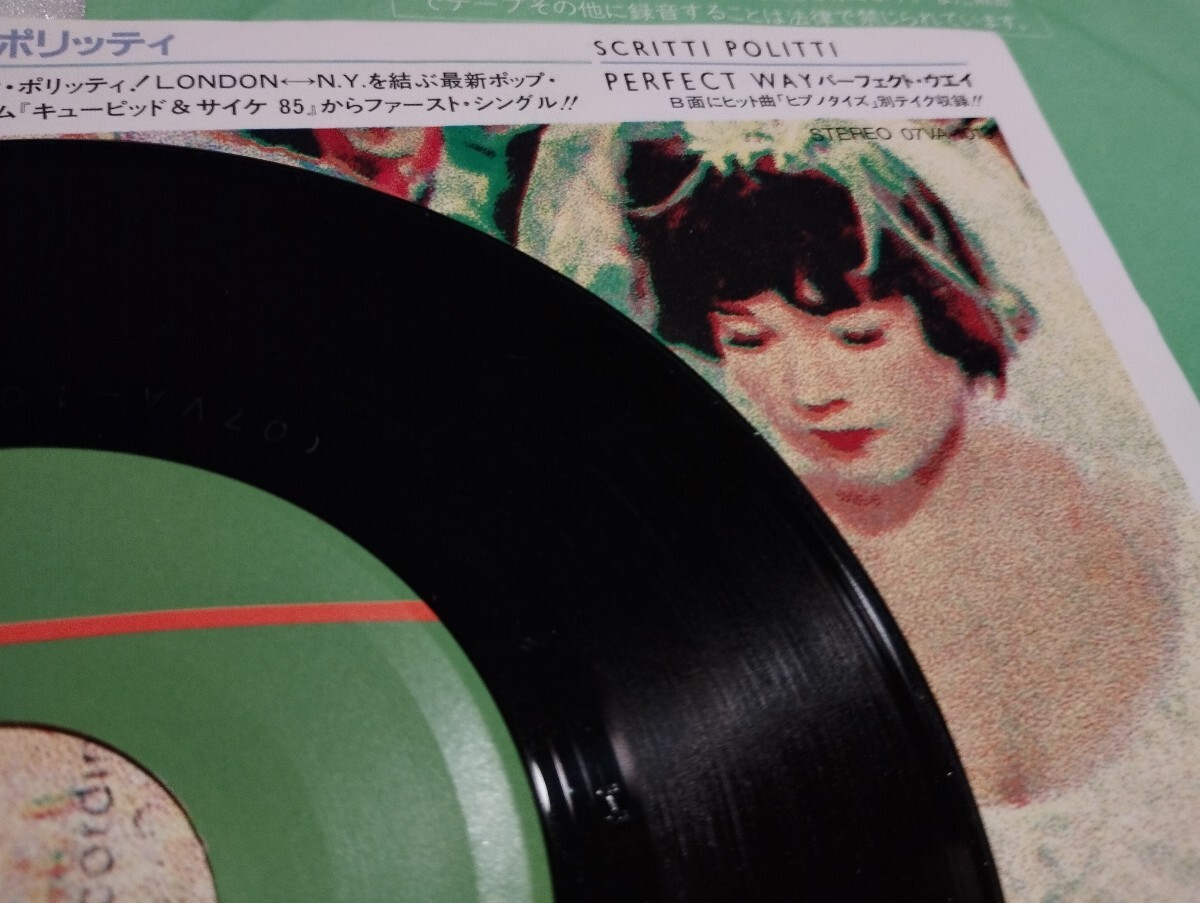 てテープその他に録音することは法律で禁じられています。
ポリッティ
SCRITTI POLITTI
・ポリッティ! LONDON←→N.Y.を結ぶ最新ポップ・
PERFECT WAY パーフェクト・ウエイ
ム『キューピッド&サイケ 85』からファースト・シングル!!
B面にヒット曲「ヒプノタイズ」別テイク収録!!
STEREO 07VA-10
(07VA-10
cordin